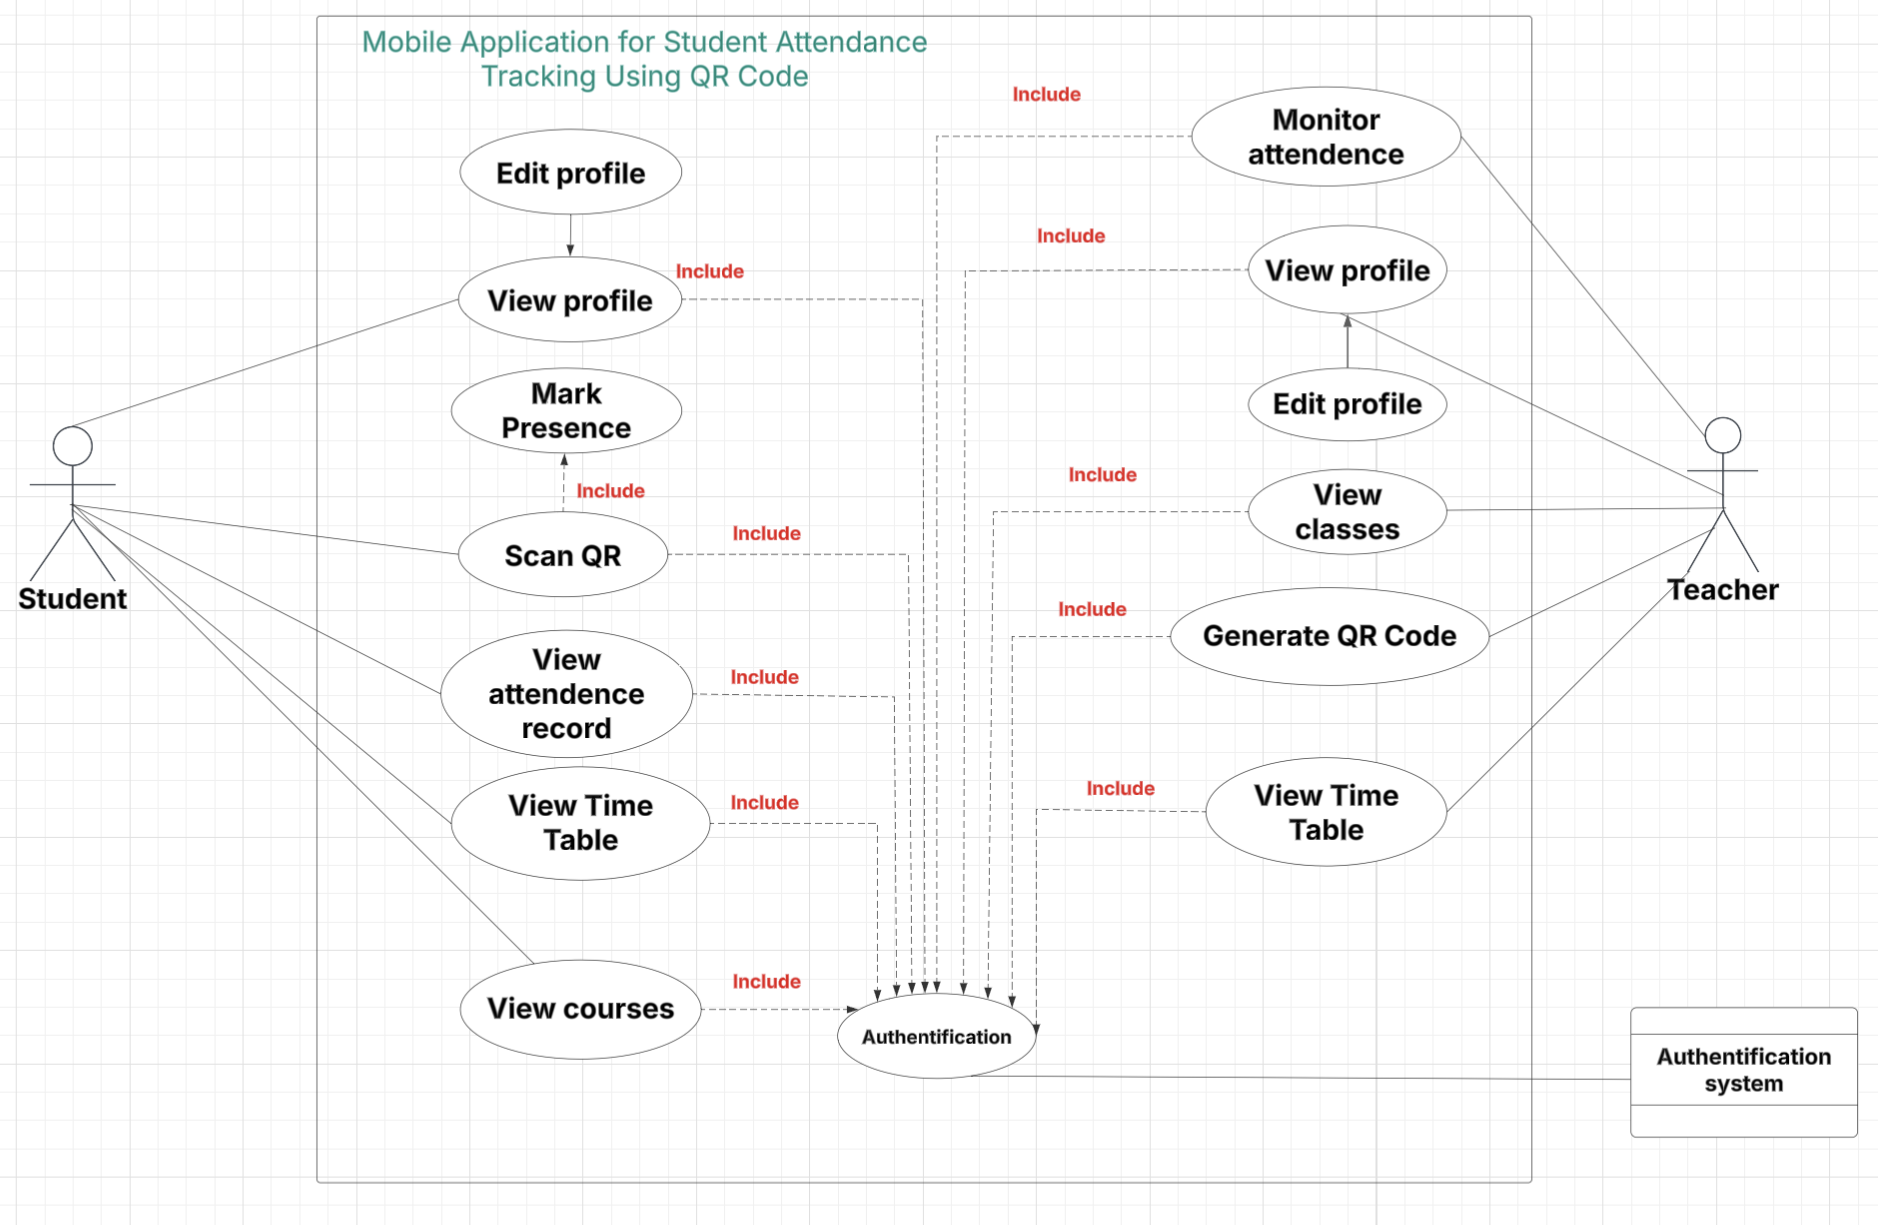 Mobile Application for Student Attendance
Tracking Using QR Code
Edit profile
View profile
Include
Mark
Presence
Include
Scan QR
Include
View
attendence
record
Include
View Time
Table
Include
View courses
Include
Student
Include
Monitor
attendence
Include
View profile
Edit profile
Include
View
classes
Include
Generate QR Code
Include
View Time
Table
Teacher
Authentification
Authentification
system